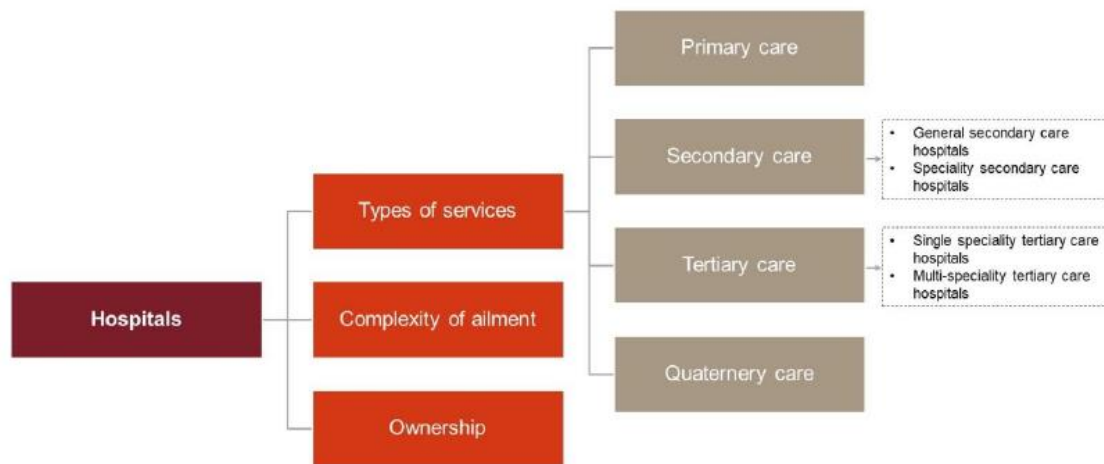 Primary care
Secondary care
• General secondary care
hospitals
• Speciality secondary care
hospitals
Types of services
Tertiary care
• Single speciality tertiary care
hospitals
• Multi-speciality tertiary care
hospitals
Hospitals
Complexity of ailment
Quaternery care
Ownership